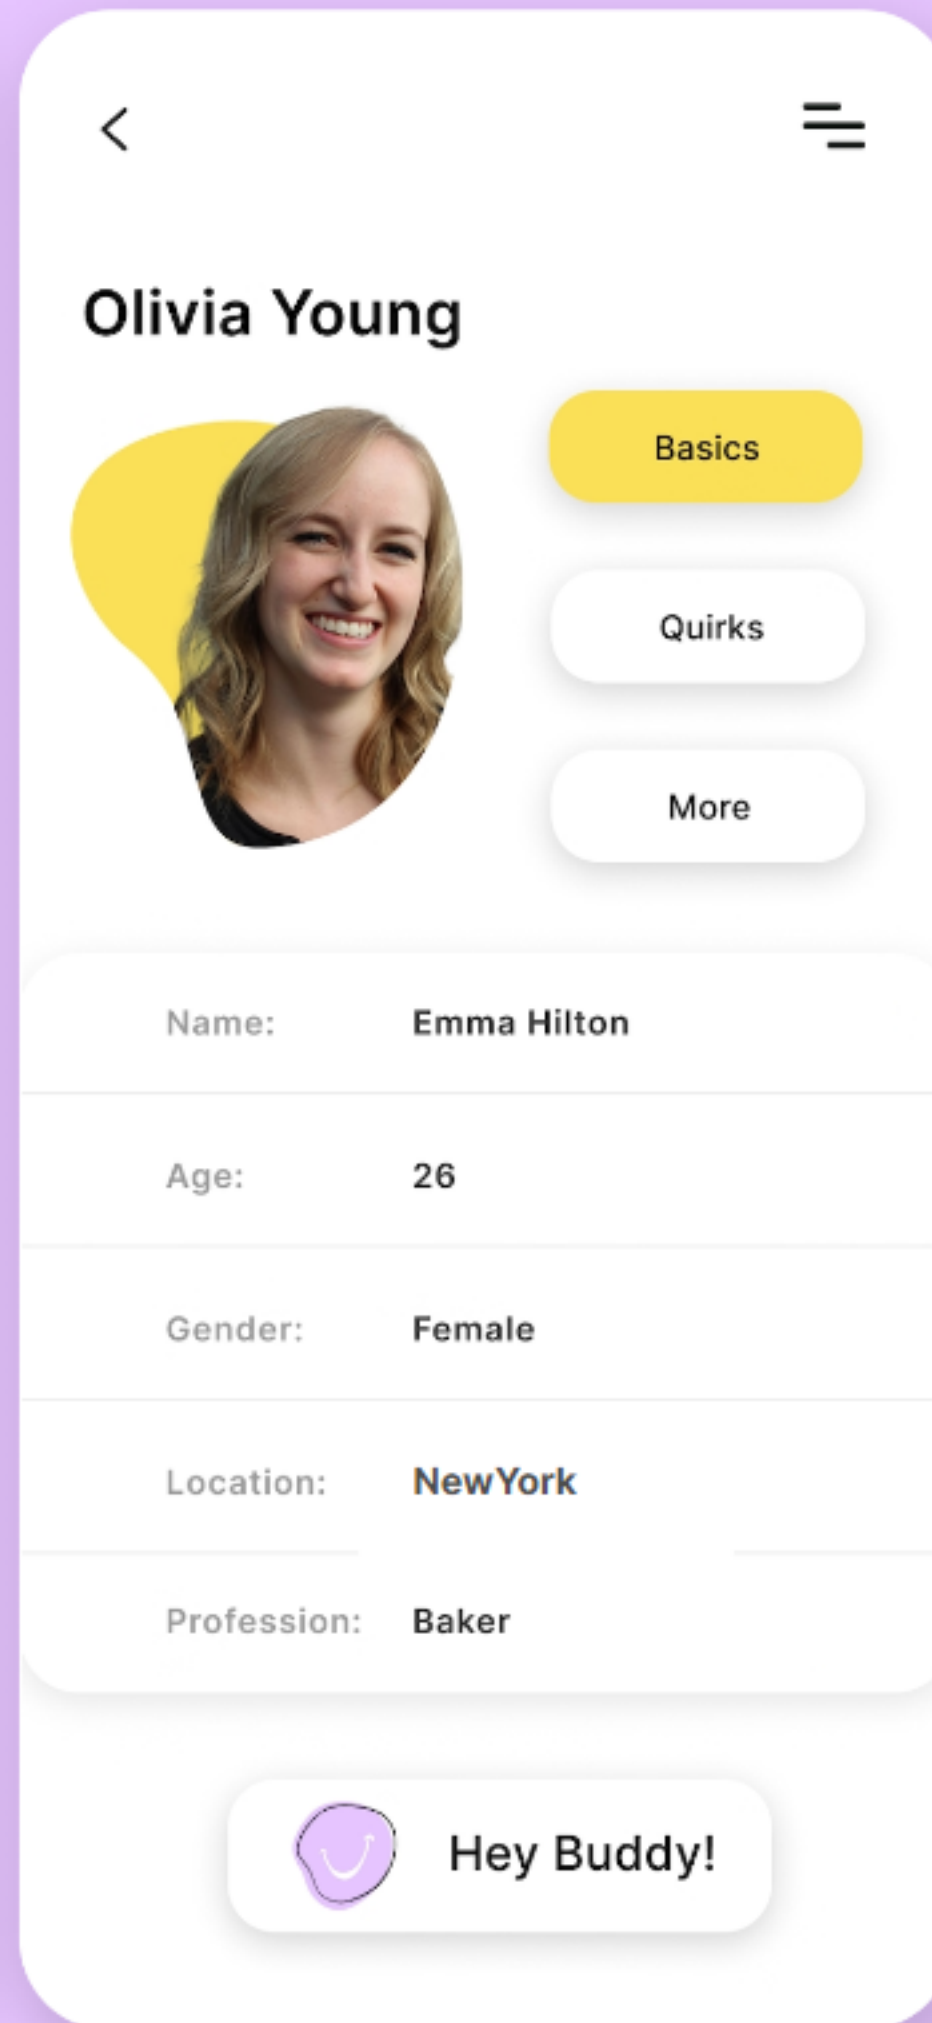 Olivia Young
Basics
Quirks
More
Name: Emma Hilton
Age: 26
Gender: Female
Location: NewYork
Profession: Baker
Hey Buddy!